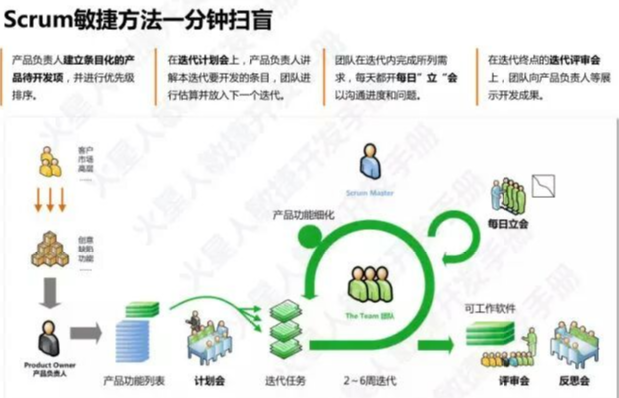 Scrum敏捷方法一分钟扫盲
产品负责人建立条目化的产
品待开发项，并进行优先级
排序。
在迭代计划会上，产品负责人讲
解本迭代要开发的条目，团队进
行估算并放入下一个迭代。
团队在迭代内完成所列需
求，每天都开每日”立“会
以沟通进度和问题。
在迭代终点的迭代评审会
上，团队向产品负责人等展
示开发成果。
客户
市场
高层
......
创意
缺陷
功能
......
Product Owner
产品负责人
产品功能列表
计划会
迭代任务
产品功能细化
Scrum Master
The Team 团队
2～6周迭代
每日立会
可工作软件
评审会
反思会
火星人敏捷开发手册